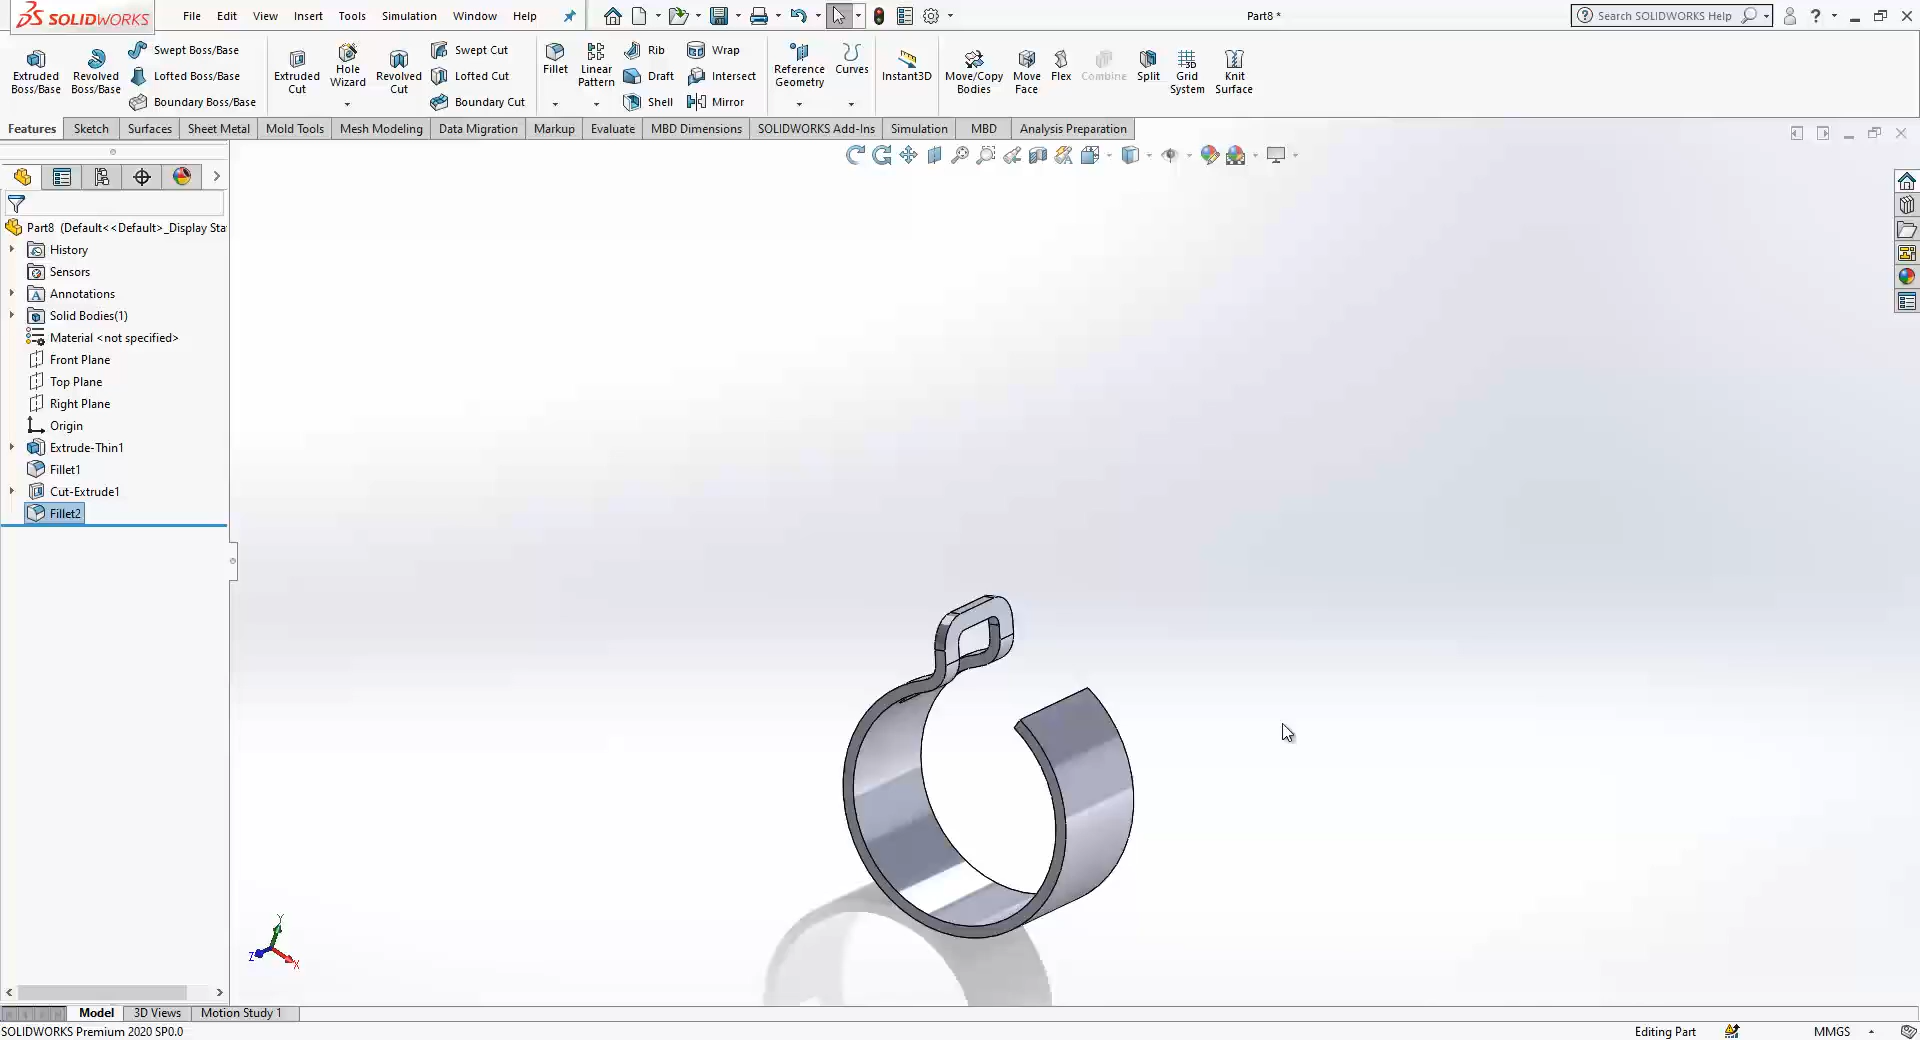 SOLIDWORKS File Edit View Insert Tools Simulation Window Help Part8 * Search SOLIDWORKS Help
Extruded Boss/Base Revolved Boss/Base Swept Boss/Base Lofted Boss/Base Boundary Boss/Base
Extruded Cut Hole Wizard Revolved Cut Swept Cut Lofted Cut Boundary Cut
Fillet Linear Pattern Rib Draft Shell Wrap Intersect Mirror
Reference Geometry Curves Instant3D Move/Copy Bodies Move Face Flex Combine Split Grid System Knit Surface
Features Sketch Surfaces Sheet Metal Mold Tools Mesh Modeling Data Migration Markup Evaluate MBD Dimensions SOLIDWORKS Add-Ins Simulation MBD Analysis Preparation
Part8 (Default<<Default>_Display Sta
History
Sensors
Annotations
Solid Bodies(1)
Material <not specified>
Front Plane
Top Plane
Right Plane
Origin
Extrude-Thin1
Fillet1
Cut-Extrude1
Fillet2
Y
Z
X
Model 3D Views Motion Study 1
SOLIDWORKS Premium 2020 SP0.0 Editing Part MMGS